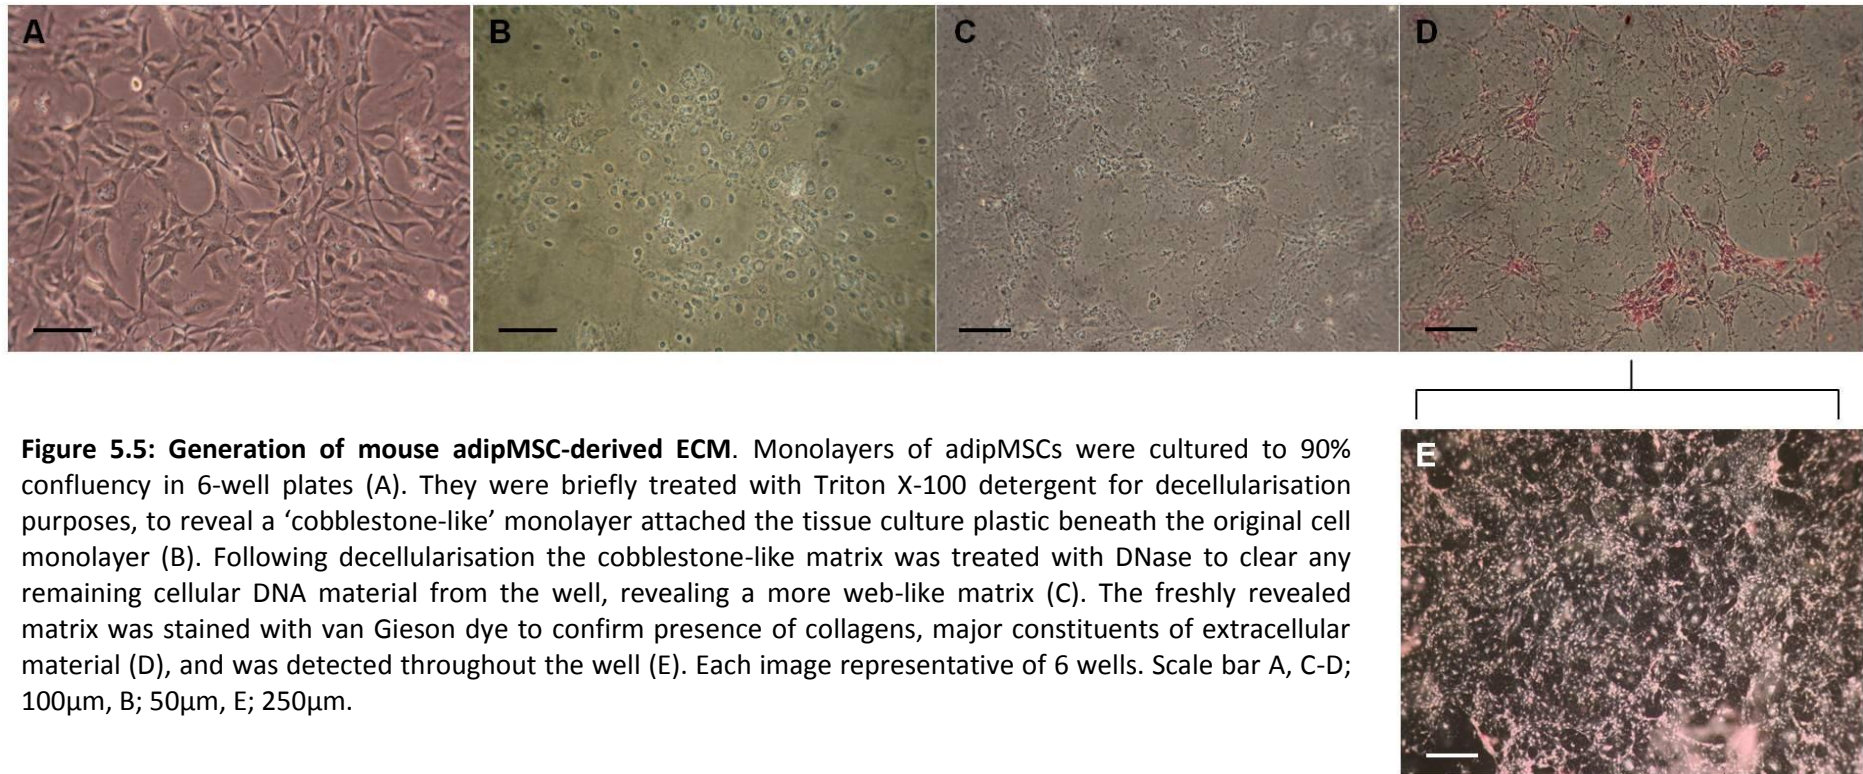 A
B
C
D
Figure 5.5: Generation of mouse adipMSC-derived ECM. Monolayers of adipMSCs were cultured to 90%
confluency in 6-well plates (A). They were briefly treated with Triton X-100 detergent for decellularisation
purposes, to reveal a ‘cobblestone-like’ monolayer attached the tissue culture plastic beneath the original cell
monolayer (B). Following decellularisation the cobblestone-like matrix was treated with DNase to clear any
remaining cellular DNA material from the well, revealing a more web-like matrix (C). The freshly revealed
matrix was stained with van Gieson dye to confirm presence of collagens, major constituents of extracellular
material (D), and was detected throughout the well (E). Each image representative of 6 wells. Scale bar A, C-D;
100µm, B; 50µm, E; 250µm.
E